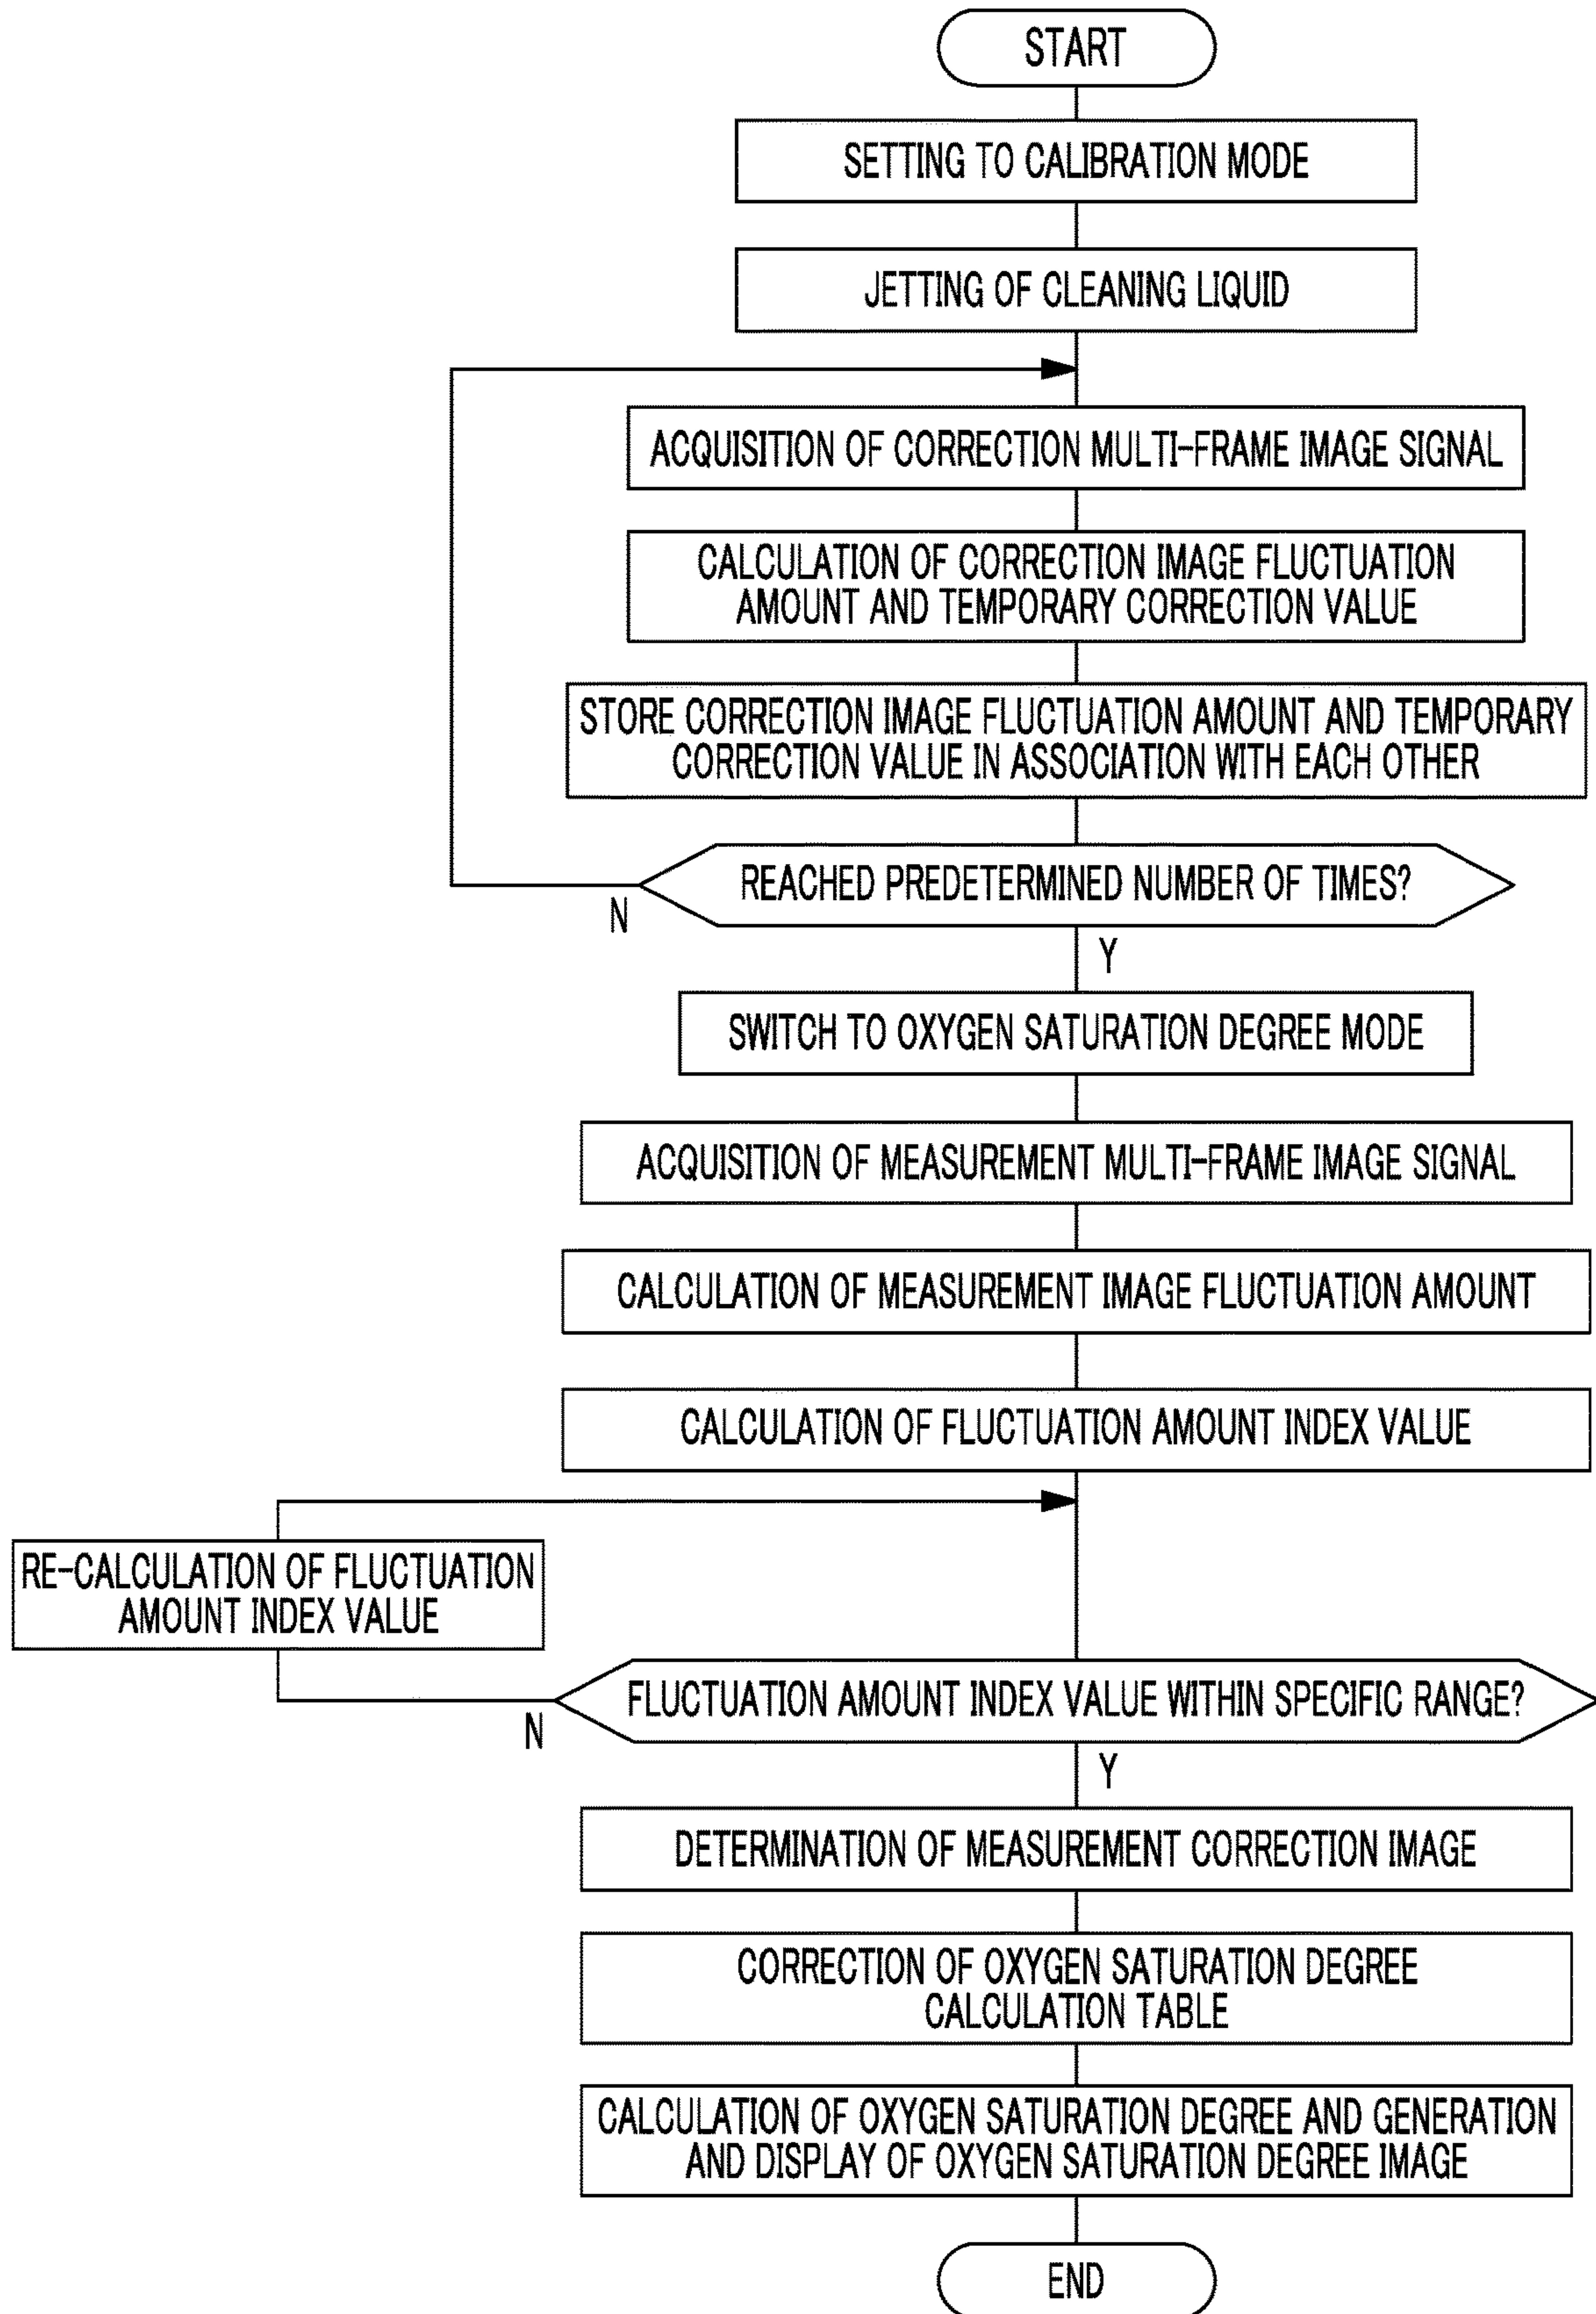 START
SETTING TO CALIBRATION MODE
JETTING OF CLEANING LIQUID
ACQUISITION OF CORRECTION MULTI-FRAME IMAGE SIGNAL
CALCULATION OF CORRECTION IMAGE FLUCTUATION
AMOUNT AND TEMPORARY CORRECTION VALUE
STORE CORRECTION IMAGE FLUCTUATION AMOUNT AND TEMPORARY
CORRECTION VALUE IN ASSOCIATION WITH EACH OTHER
REACHED PREDETERMINED NUMBER OF TIMES?
N
Y
SWITCH TO OXYGEN SATURATION DEGREE MODE
ACQUISITION OF MEASUREMENT MULTI-FRAME IMAGE SIGNAL
CALCULATION OF MEASUREMENT IMAGE FLUCTUATION AMOUNT
CALCULATION OF FLUCTUATION AMOUNT INDEX VALUE
RE-CALCULATION OF FLUCTUATION
AMOUNT INDEX VALUE
FLUCTUATION AMOUNT INDEX VALUE WITHIN SPECIFIC RANGE?
N
Y
DETERMINATION OF MEASUREMENT CORRECTION IMAGE
CORRECTION OF OXYGEN SATURATION DEGREE
CALCULATION TABLE
CALCULATION OF OXYGEN SATURATION DEGREE AND GENERATION
AND DISPLAY OF OXYGEN SATURATION DEGREE IMAGE
END